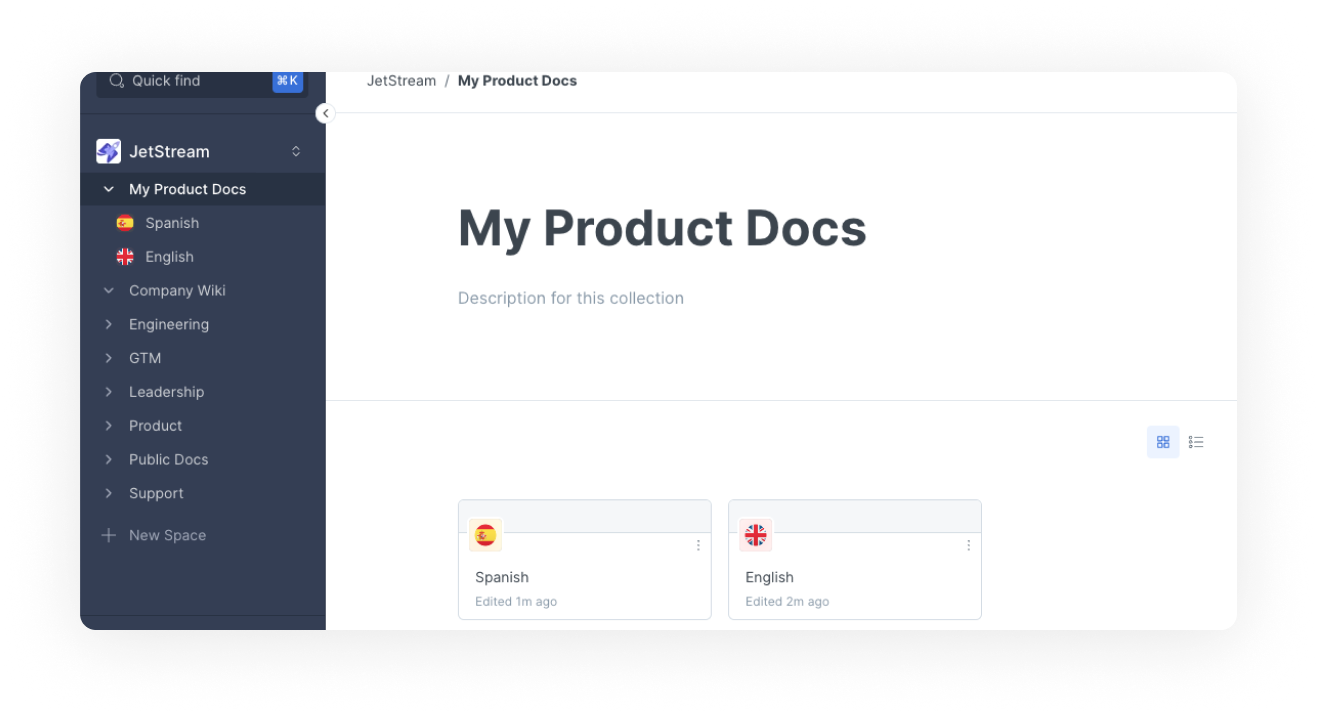 Quick find ⌘K
JetStream
My Product Docs
Spanish
English
Company Wiki
Engineering
GTM
Leadership
Product
Public Docs
Support
New Space
JetStream / My Product Docs
My Product Docs
Description for this collection
Spanish
Edited 1m ago
English
Edited 2m ago